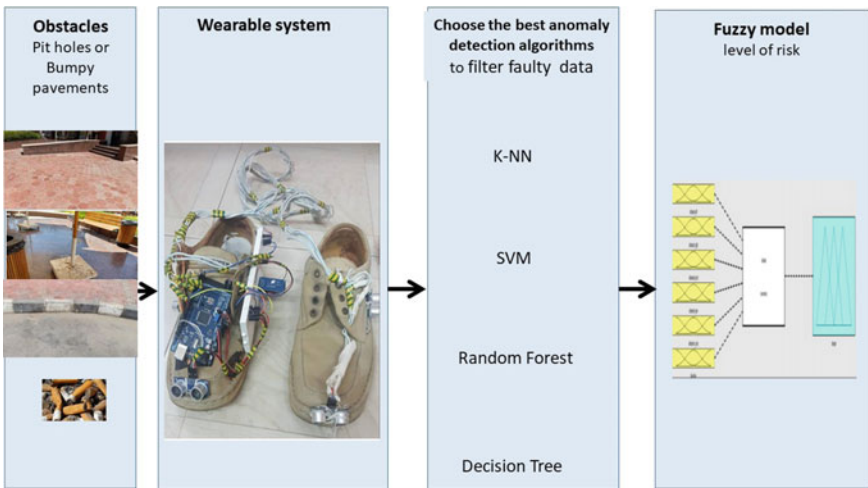 Obstacles
Pit holes or
Bumpy
pavements
Wearable system
Choose the best anomaly
detection algorithms
to filter faulty data
K-NN
SVM
Random Forest
Decision Tree
Fuzzy model
level of risk